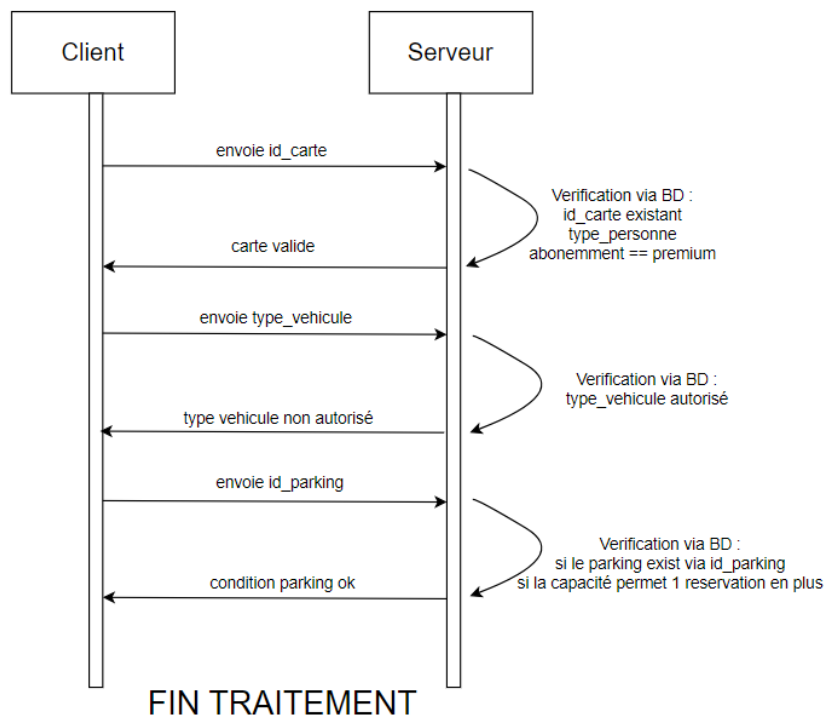 Client
Serveur
envoie id_carte
Verification via BD :
id_carte existant
type_personne
abonemment == premium
carte valide
envoie type_vehicule
Verification via BD :
type_vehicule autorisé
type vehicule non autorisé
envoie id_parking
Verification via BD :
si le parking exist via id_parking
si la capacité permet 1 reservation en plus
condition parking ok
FIN TRAITEMENT